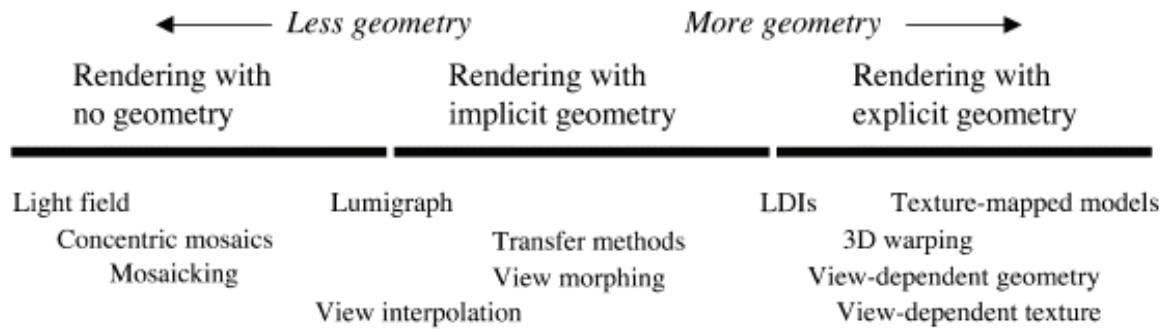 Less geometry More geometry
Rendering with no geometry
Rendering with implicit geometry
Rendering with explicit geometry
Light field Lumigraph LDIs Texture-mapped models
Concentric mosaics Transfer methods 3D warping
Mosaicking View morphing View-dependent geometry
View interpolation View-dependent texture